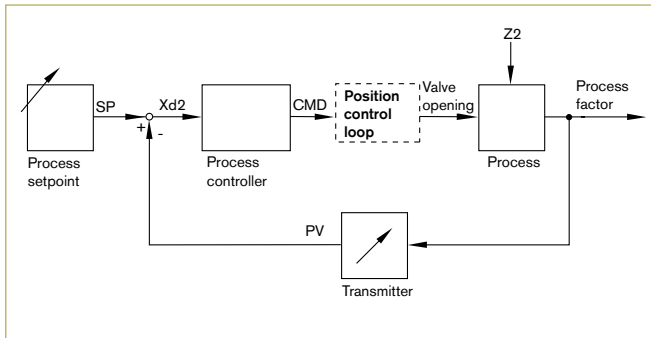 Z2
SP
Xd2
CMD
Position
control
loop
Valve
opening
Process
factor
+
-
Process
setpoint
Process
controller
Process
PV
Transmitter